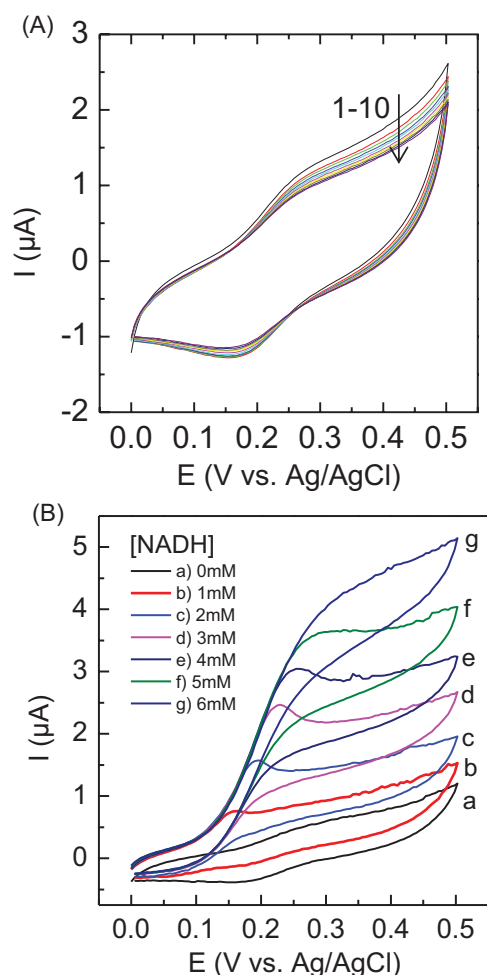 (A)
3
2
1
0
-1
-2
I (µA)
1-10
0.0 0.1 0.2 0.3 0.4 0.5
E (V vs. Ag/AgCl)
(B)
5
4
3
2
1
0
I (µA)
[NADH]
a) 0mM
b) 1mM
c) 2mM
d) 3mM
e) 4mM
f) 5mM
g) 6mM
g
f
e
d
c
b
a
0.0 0.1 0.2 0.3 0.4 0.5
E (V vs. Ag/AgCl)